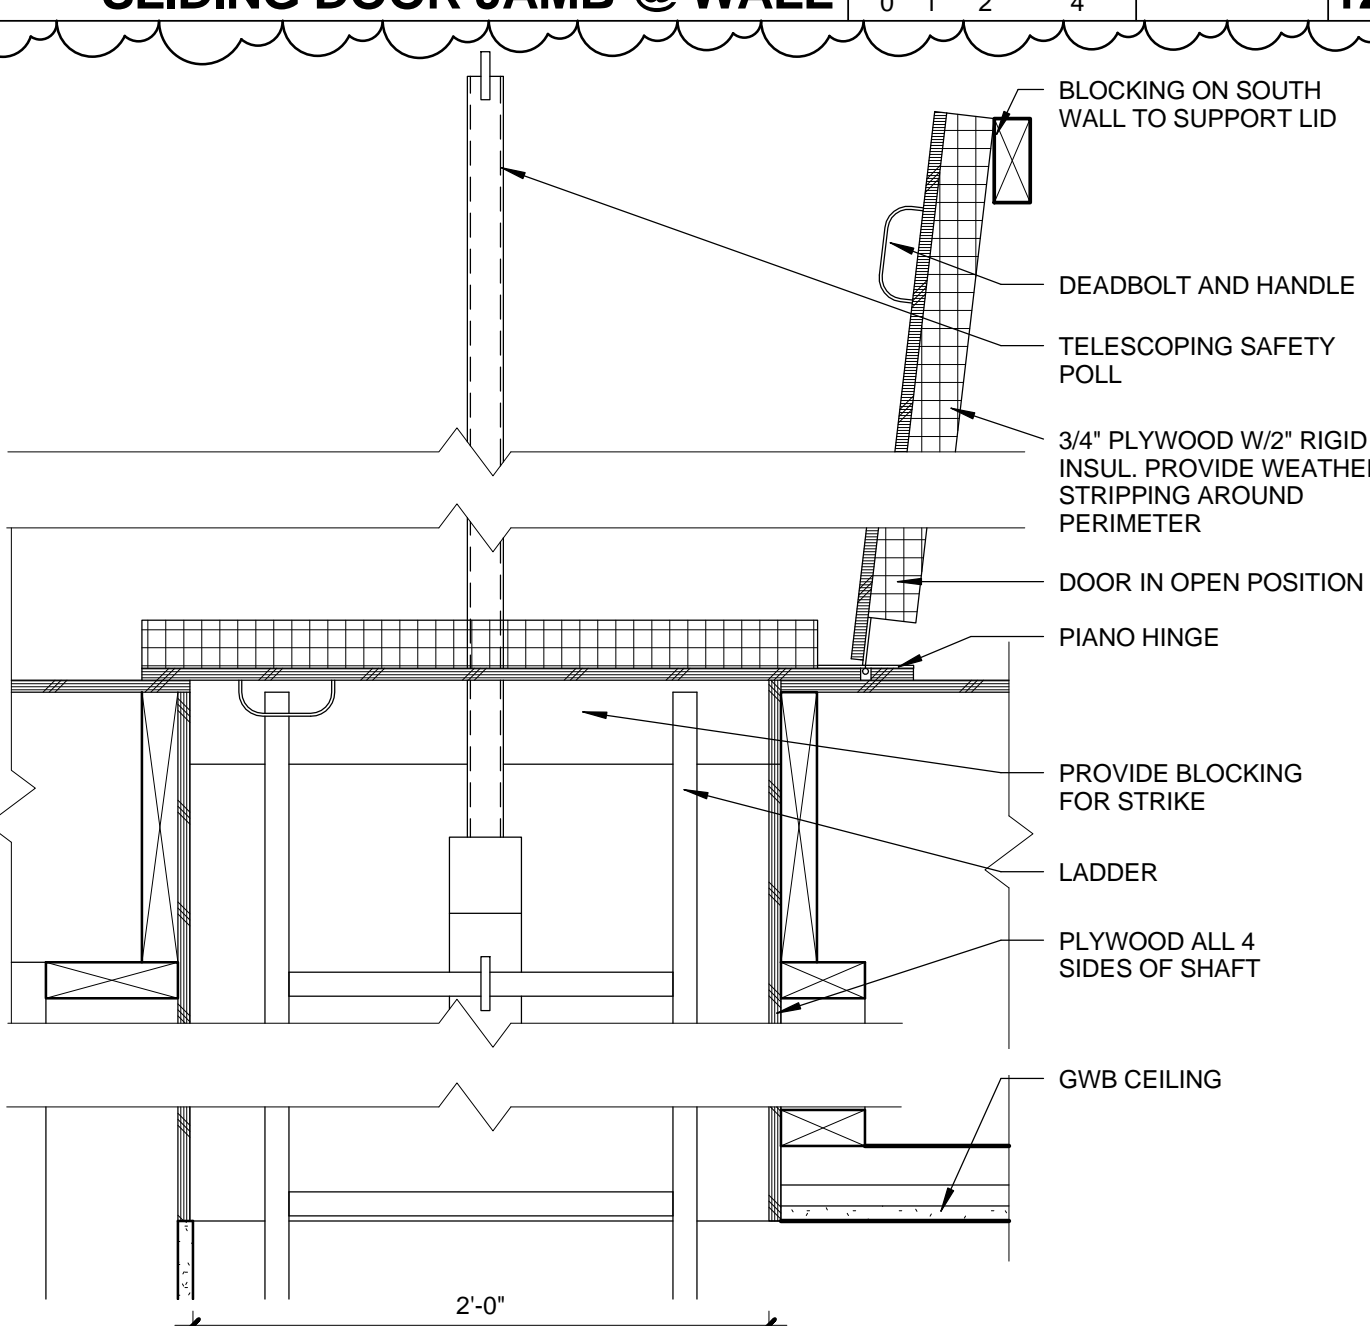 SLIDING DOOR JAMB @ WALL
0 1 2 4
BLOCKING ON SOUTH
WALL TO SUPPORT LID
DEADBOLT AND HANDLE
TELESCOPING SAFETY
POLL
3/4" PLYWOOD W/2" RIGID
INSUL. PROVIDE WEATHER
STRIPPING AROUND
PERIMETER
DOOR IN OPEN POSITION
PIANO HINGE
PROVIDE BLOCKING
FOR STRIKE
LADDER
PLYWOOD ALL 4
SIDES OF SHAFT
GWB CEILING
2'-0"